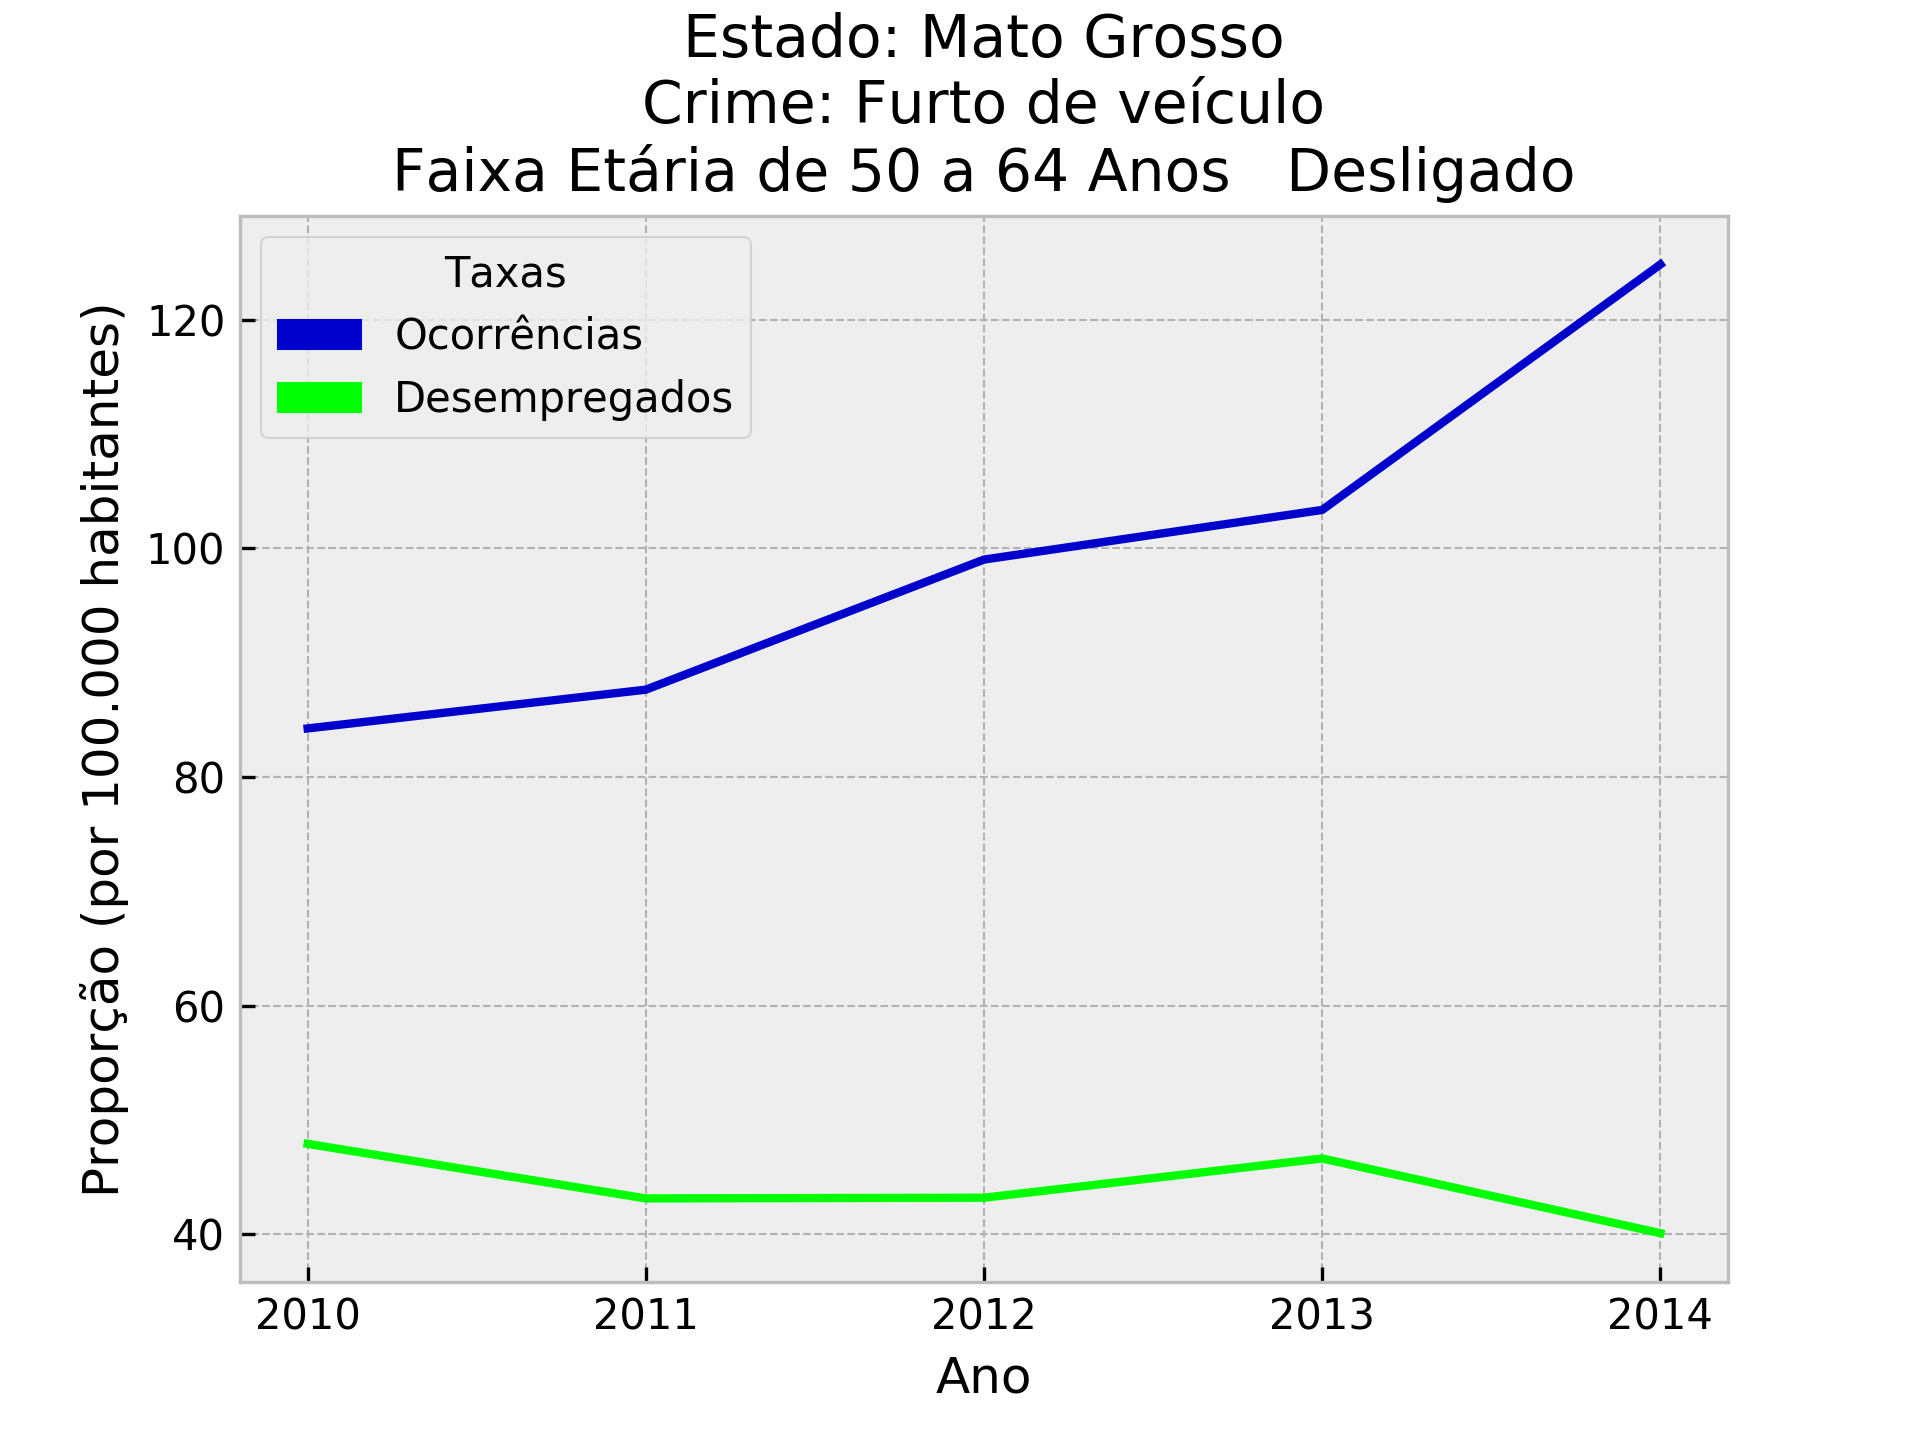 Estado: Mato Grosso
Crime: Furto de veículo
Faixa Etária de 50 a 64 Anos   Desligado
Taxas
Ocorrências
Desempregados
Proporção (por 100.000 habitantes)
120
100
80
60
40
2010 2011 2012 2013 2014
Ano